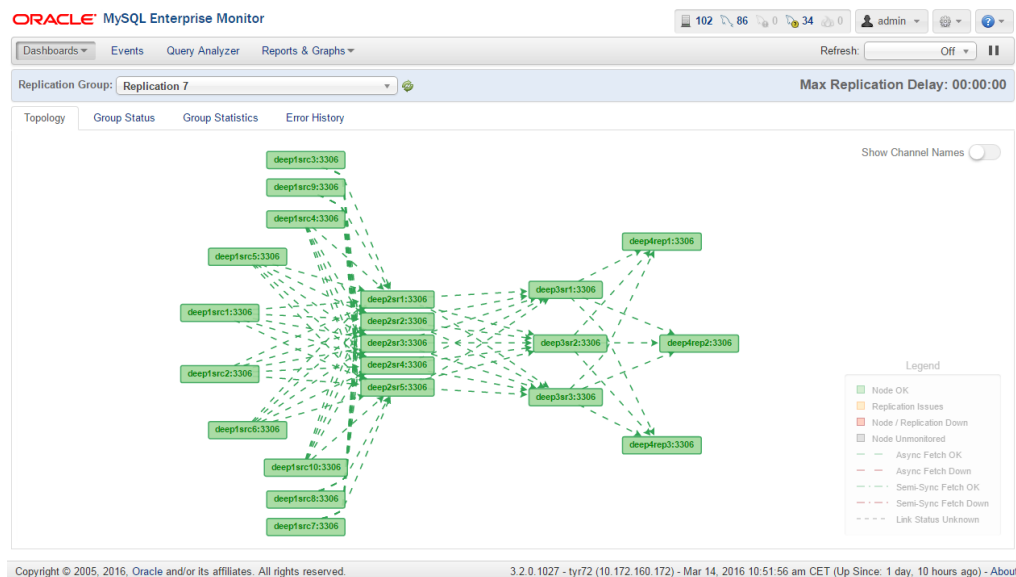 ORACLE® MySQL Enterprise Monitor
102 86 0 34 0 admin
Dashboards Events Query Analyzer Reports & Graphs Refresh: Off
Replication Group: Replication 7 Max Replication Delay: 00:00:00
Topology Group Status Group Statistics Error History
Show Channel Names
deep1src3:3306
deep1src9:3306
deep1src4:3306
deep1src5:3306
deep1src1:3306
deep1src2:3306
deep1src6:3306
deep1src10:3306
deep1src8:3306
deep1src7:3306
deep2sr1:3306
deep2sr2:3306
deep2sr3:3306
deep2sr4:3306
deep2sr5:3306
deep3sr1:3306
deep3sr2:3306
deep3sr3:3306
deep4rep1:3306
deep4rep2:3306
deep4rep3:3306
Legend
Node OK
Replication Issues
Node / Replication Down
Node Unmonitored
Async Fetch OK
Async Fetch Down
Semi-Sync Fetch OK
Semi-Sync Fetch Down
Link Status Unknown
Copyright © 2005, 2016, Oracle and/or its affiliates. All rights reserved. 3.2.0.1027 - tyr72 (10.172.160.172) - Mar 14, 2016 10:51:56 am CET (Up Since: 1 day, 10 hours ago) - About